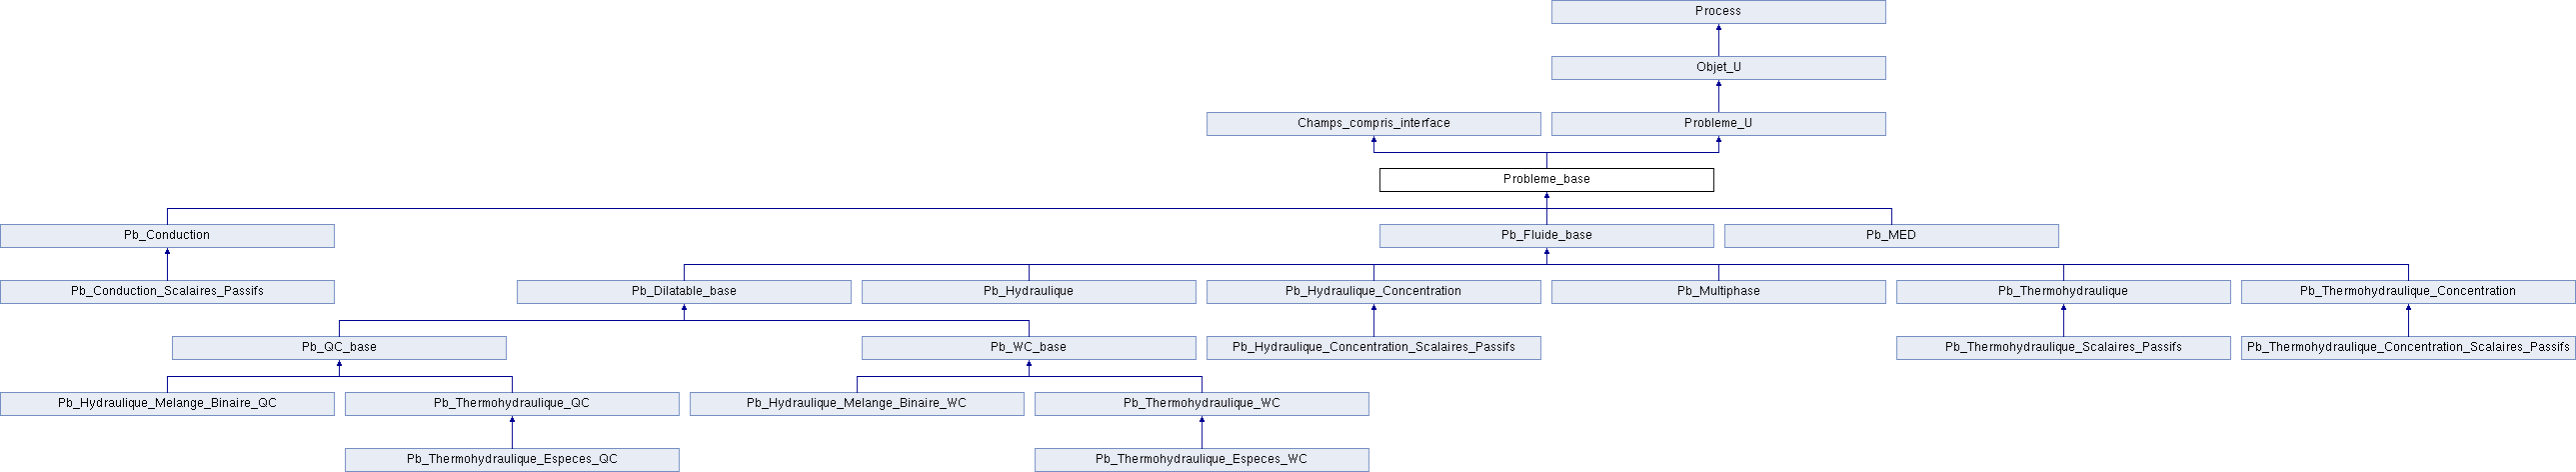 Process
Objet_U
Champs_compris_interface
Probleme_U
Probleme_base
Pb_Conduction
Pb_Fluide_base
Pb_MED
Pb_Conduction_Scalaires_Passifs
Pb_Dilatable_base
Pb_Hydraulique
Pb_Hydraulique_Concentration
Pb_Multiphase
Pb_Thermohydraulique
Pb_Thermohydraulique_Concentration
Pb_QC_base
Pb_WC_base
Pb_Hydraulique_Concentration_Scalaires_Passifs
Pb_Thermohydraulique_Scalaires_Passifs
Pb_Thermohydraulique_Concentration_Scalaires_Passifs
Pb_Hydraulique_Melange_Binaire_QC
Pb_Thermohydraulique_QC
Pb_Hydraulique_Melange_Binaire_WC
Pb_Thermohydraulique_WC
Pb_Thermohydraulique_Especes_QC
Pb_Thermohydraulique_Especes_WC